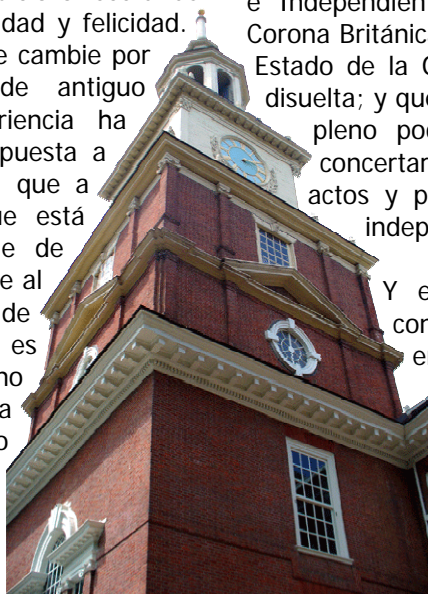 dad y felicidad.
e cambie por
de antiguo
riencia ha
puesta a
que a
ue está
e de
e al
de
es
no
a
o
e Independien
Corona Británic
Estado de la C
disuelta; y que
pleno po
concertar
actos y p
indep
Y e
con
e